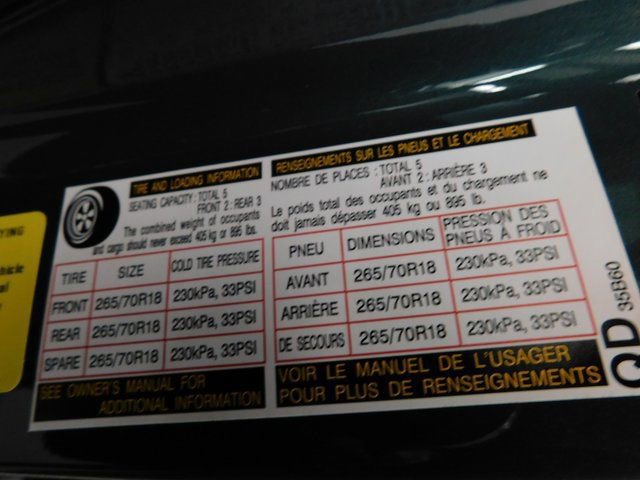 TIRE AND LOADING INFORMATION
SEATING CAPACITY : TOTAL 5
FRONT 2 : REAR 3
The combined weight of occupants
and cargo should never exceed 405 kg or 895 lbs.
TIRE SIZE COLD TIRE PRESSURE
FRONT 265/70R18 230kPa, 33PSI
REAR 265/70R18 230kPa, 33PSI
SPARE 265/70R18 230kPa, 33PSI
SEE OWNER'S MANUAL FOR
ADDITIONAL INFORMATION
RENSEIGNEMENTS SUR LES PNEUS ET LE CHARGEMENT
NOMBRE DE PLACES : TOTAL 5
AVANT 2 : ARRIÈRE 3
Le poids total des occupants et du chargement ne
doit jamais dépasser 405 kg ou 895 lb.
PNEU DIMENSIONS PRESSION DES
PNEUS À FROID
AVANT 265/70R18 230kPa, 33PSI
ARRIÈRE 265/70R18 230kPa, 33PSI
DE SECOURS 265/70R18 230kPa, 33PSI
VOIR LE MANUEL DE L'USAGER
POUR PLUS DE RENSEIGNEMENTS
QD
35B60